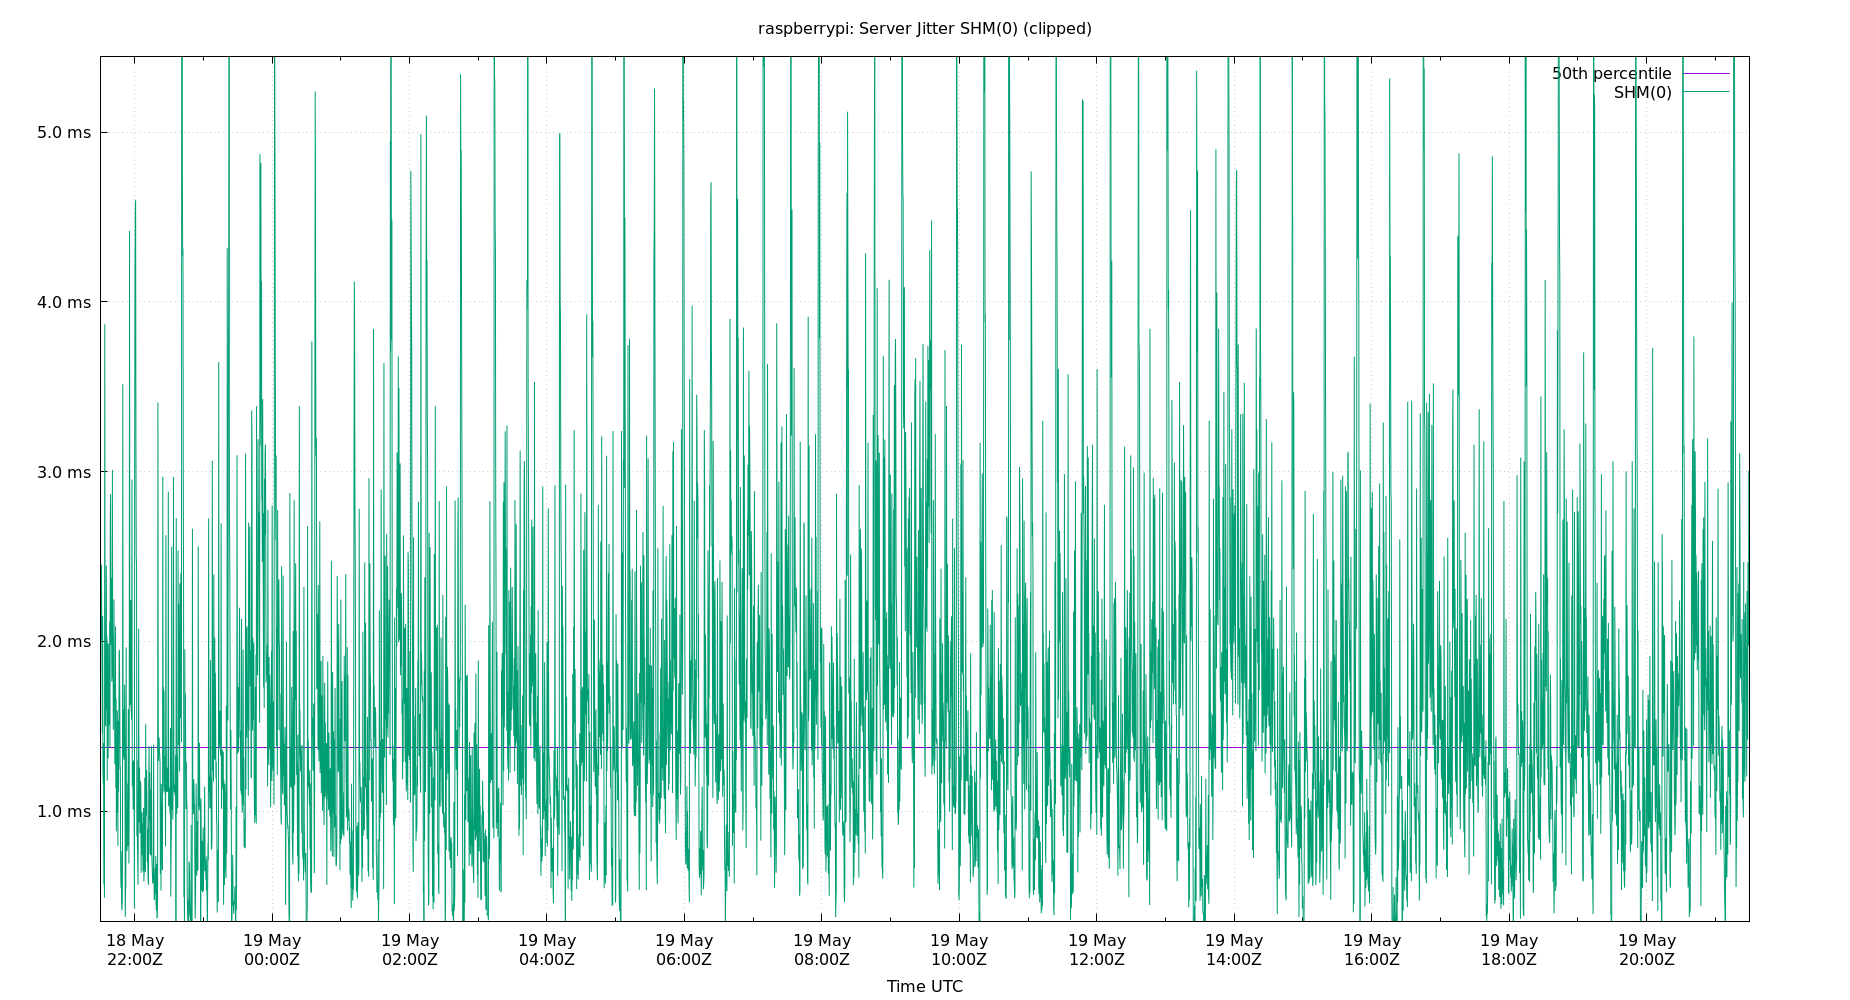 raspberrypi: Server Jitter SHM(0) (clipped)
50th percentile
SHM(0)
5.0 ms
4.0 ms
3.0 ms
2.0 ms
1.0 ms
18 May 19 May 19 May 19 May 19 May 19 May 19 May 19 May 19 May 19 May 19 May 19 May
22:00Z 00:00Z 02:00Z 04:00Z 06:00Z 08:00Z 10:00Z 12:00Z 14:00Z 16:00Z 18:00Z 20:00Z
Time UTC